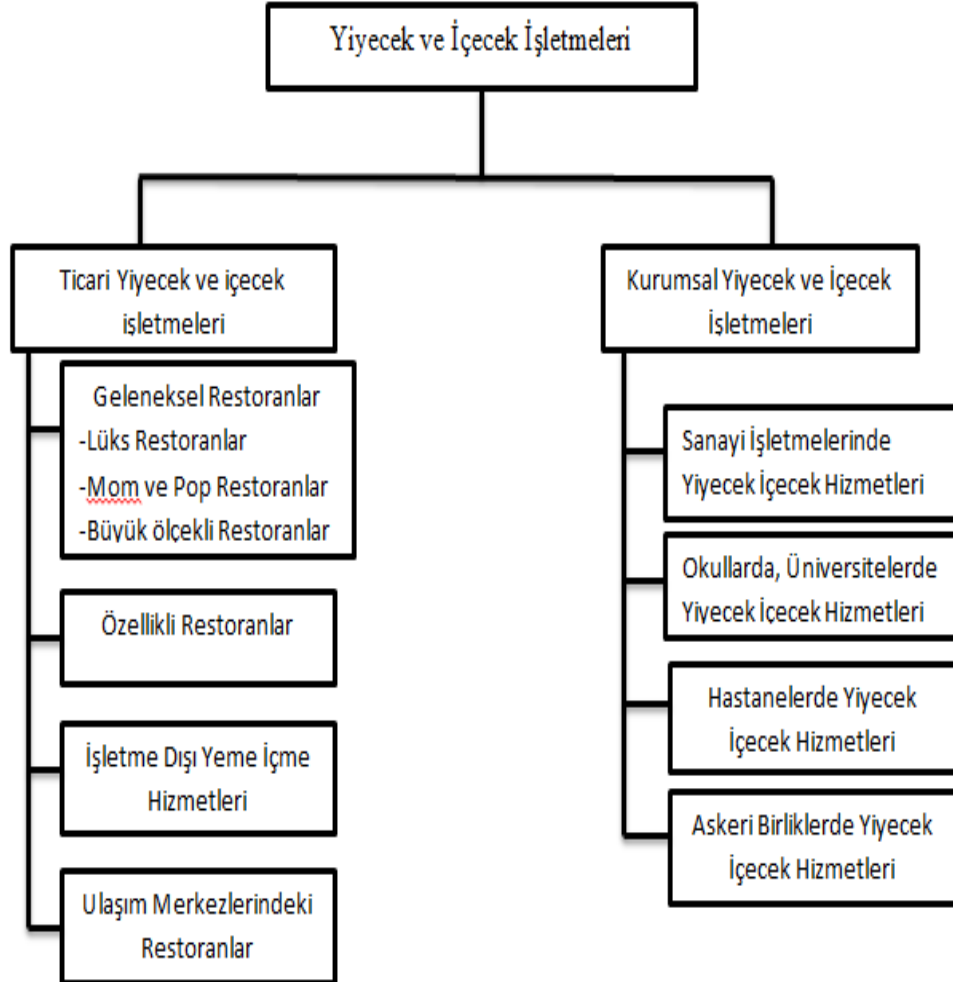 Yiyecek ve İçecek İşletmeleri
Ticari Yiyecek ve içecek
işletmeleri
Geleneksel Restoranlar
-Lüks Restoranlar
-Mom ve Pop Restoranlar
-Büyük ölçekli Restoranlar
Özellikli Restoranlar
İşletme Dışı Yeme İçme
Hizmetleri
Ulaşım Merkezlerindeki
Restoranlar
Kurumsal Yiyecek ve İçecek
İşletmeleri
Sanayi İşletmelerinde
Yiyecek İçecek Hizmetleri
Okullarda, Üniversitelerde
Yiyecek İçecek Hizmetleri
Hastanelerde Yiyecek
İçecek Hizmetleri
Askeri Birliklerde Yiyecek
İçecek Hizmetleri